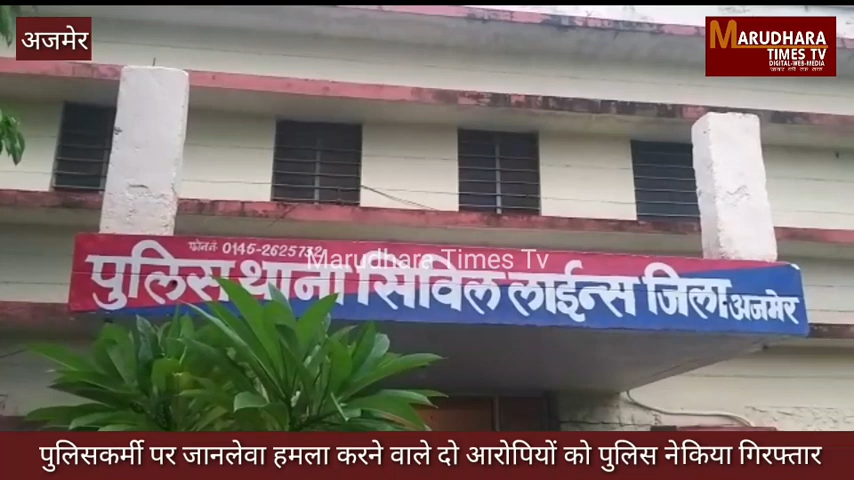 अजमेर
MARUDHARA
TIMES TV
DIGITAL-WEB-MEDIA
फोन नं 0145-2625732
Marudhara Times Tv
पुलिस थाना सिविल लाईन्स जिला अजमेर
पुलिसकर्मी पर जानलेवा हमला करने वाले दो आरोपियों को पुलिस नेकिया गिरफ्तार